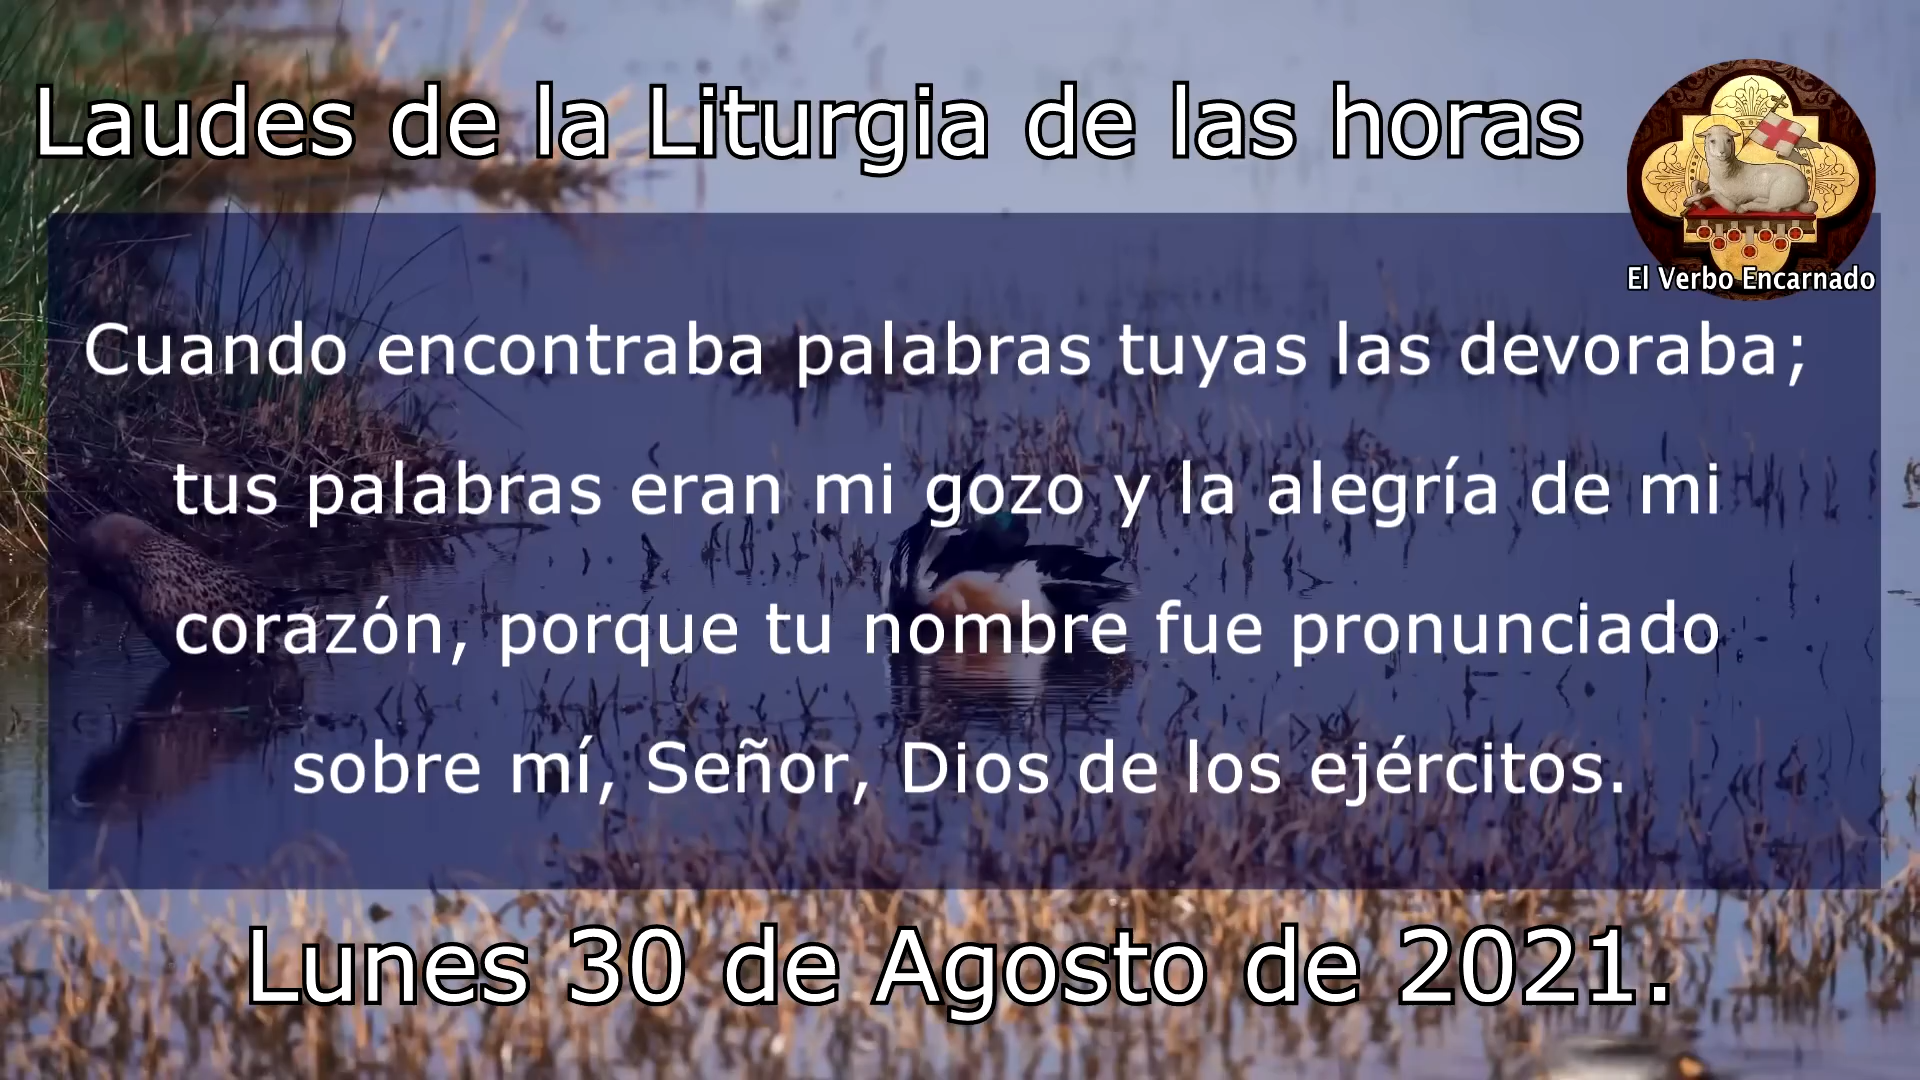 Laudes de la Liturgia de las horas
El Verbo Encarnado
Cuando encontraba palabras tuyas las devoraba;
tus palabras eran mi gozo y la alegría de mi
corazón, porque tu nombre fue pronunciado
sobre mí, Señor, Dios de los ejércitos.
Lunes 30 de Agosto de 2021.